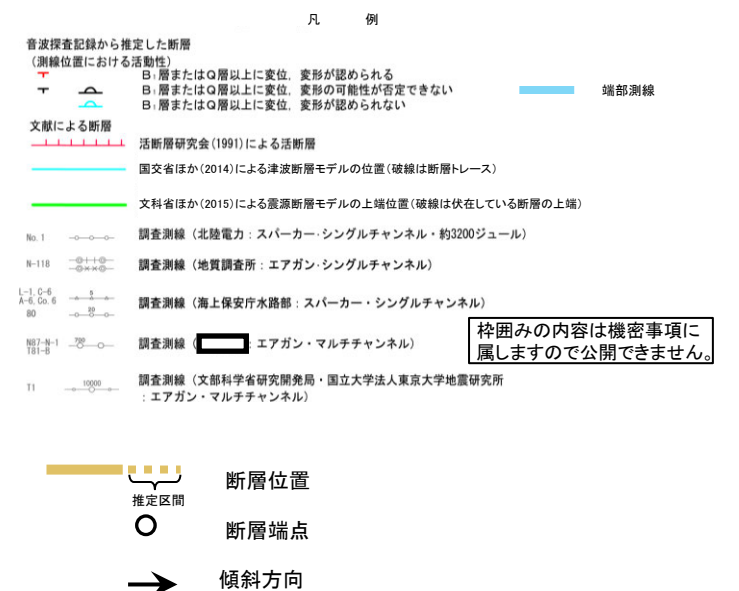 凡 例
音波探査記録から推定した断層
(測線位置における活動性)
B₁層またはQ層以上に変位，変形が認められる
B₁層またはQ層以上に変位，変形の可能性が否定できない
B₁層またはQ層以上に変位，変形が認められない
端部測線
文献による断層
活断層研究会(1991)による活断層
国交省ほか(2014)による津波断層モデルの位置(破線は断層トレース)
文科省ほか(2015)による震源断層モデルの上端位置(破線は伏在している断層の上端)
No. 1 調査測線（北陸電力：スパーカー・シングルチャンネル・約3200ジュール）
N-118 調査測線（地質調査所：エアガン・シングルチャンネル）
L-1, C-6
A-6, Co. 6 5 調査測線（海上保安庁水路部：スパーカー・シングルチャンネル）
80 20
N87-N-1 700 調査測線（ ：エアガン・マルチチャンネル）
T81-B
枠囲みの内容は機密事項に
属しますので公開できません。
T1 10000 調査測線（文部科学省研究開発局・国立大学法人東京大学地震研究所
：エアガン・マルチチャンネル）
断層位置
推定区間
断層端点
傾斜方向